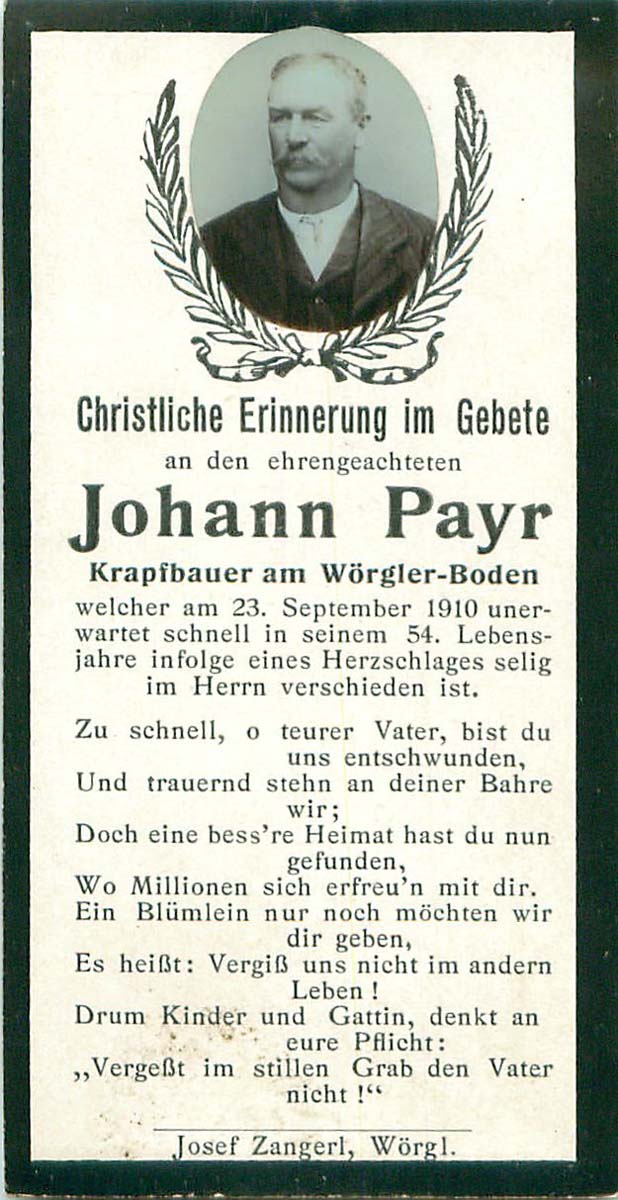 Christliche Erinnerung im Gebete
an den ehrengeachteten
Johann Payr
Krapfbauer am Wörgler-Boden
welcher am 23. September 1910 uner-
wartet schnell in seinem 54. Lebens-
jahre infolge eines Herzschlages selig
im Herrn verschieden ist.
Zu schnell, o teurer Vater, bist du
uns entschwunden,
Und trauernd stehn an deiner Bahre
wir;
Doch eine bess're Heimat hast du nun
gefunden,
Wo Millionen sich erfreu'n mit dir.
Ein Blümlein nur noch möchten wir
dir geben,
Es heißt: Vergiß uns nicht im andern
Leben!
Drum Kinder und Gattin, denkt an
eure Pflicht:
„Vergeßt im stillen Grab den Vater
nicht!“
Josef Zangerl, Wörgl.